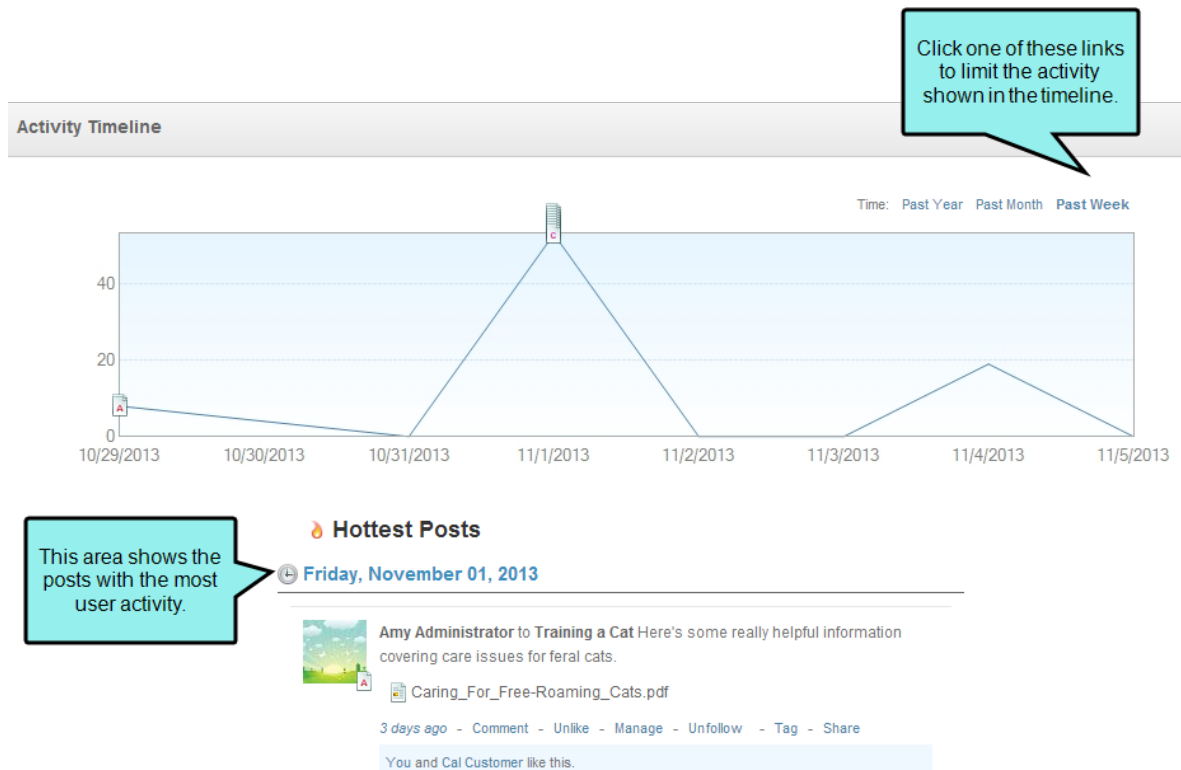 Click one of these links
to limit the activity
shown in the timeline.
Activity Timeline
Time: Past Year Past Month Past Week
C
40
20
A
0
10/29/2013 10/30/2013 10/31/2013 11/1/2013 11/2/2013 11/3/2013 11/4/2013 11/5/2013
Hottest Posts
This area shows the
posts with the most
user activity.
Friday, November 01, 2013
Amy Administrator to Training a Cat Here's some really helpful information
covering care issues for feral cats.
A
Caring_For_Free-Roaming_Cats.pdf
3 days ago - Comment - Unlike - Manage - Unfollow - Tag - Share
You and Cal Customer like this.